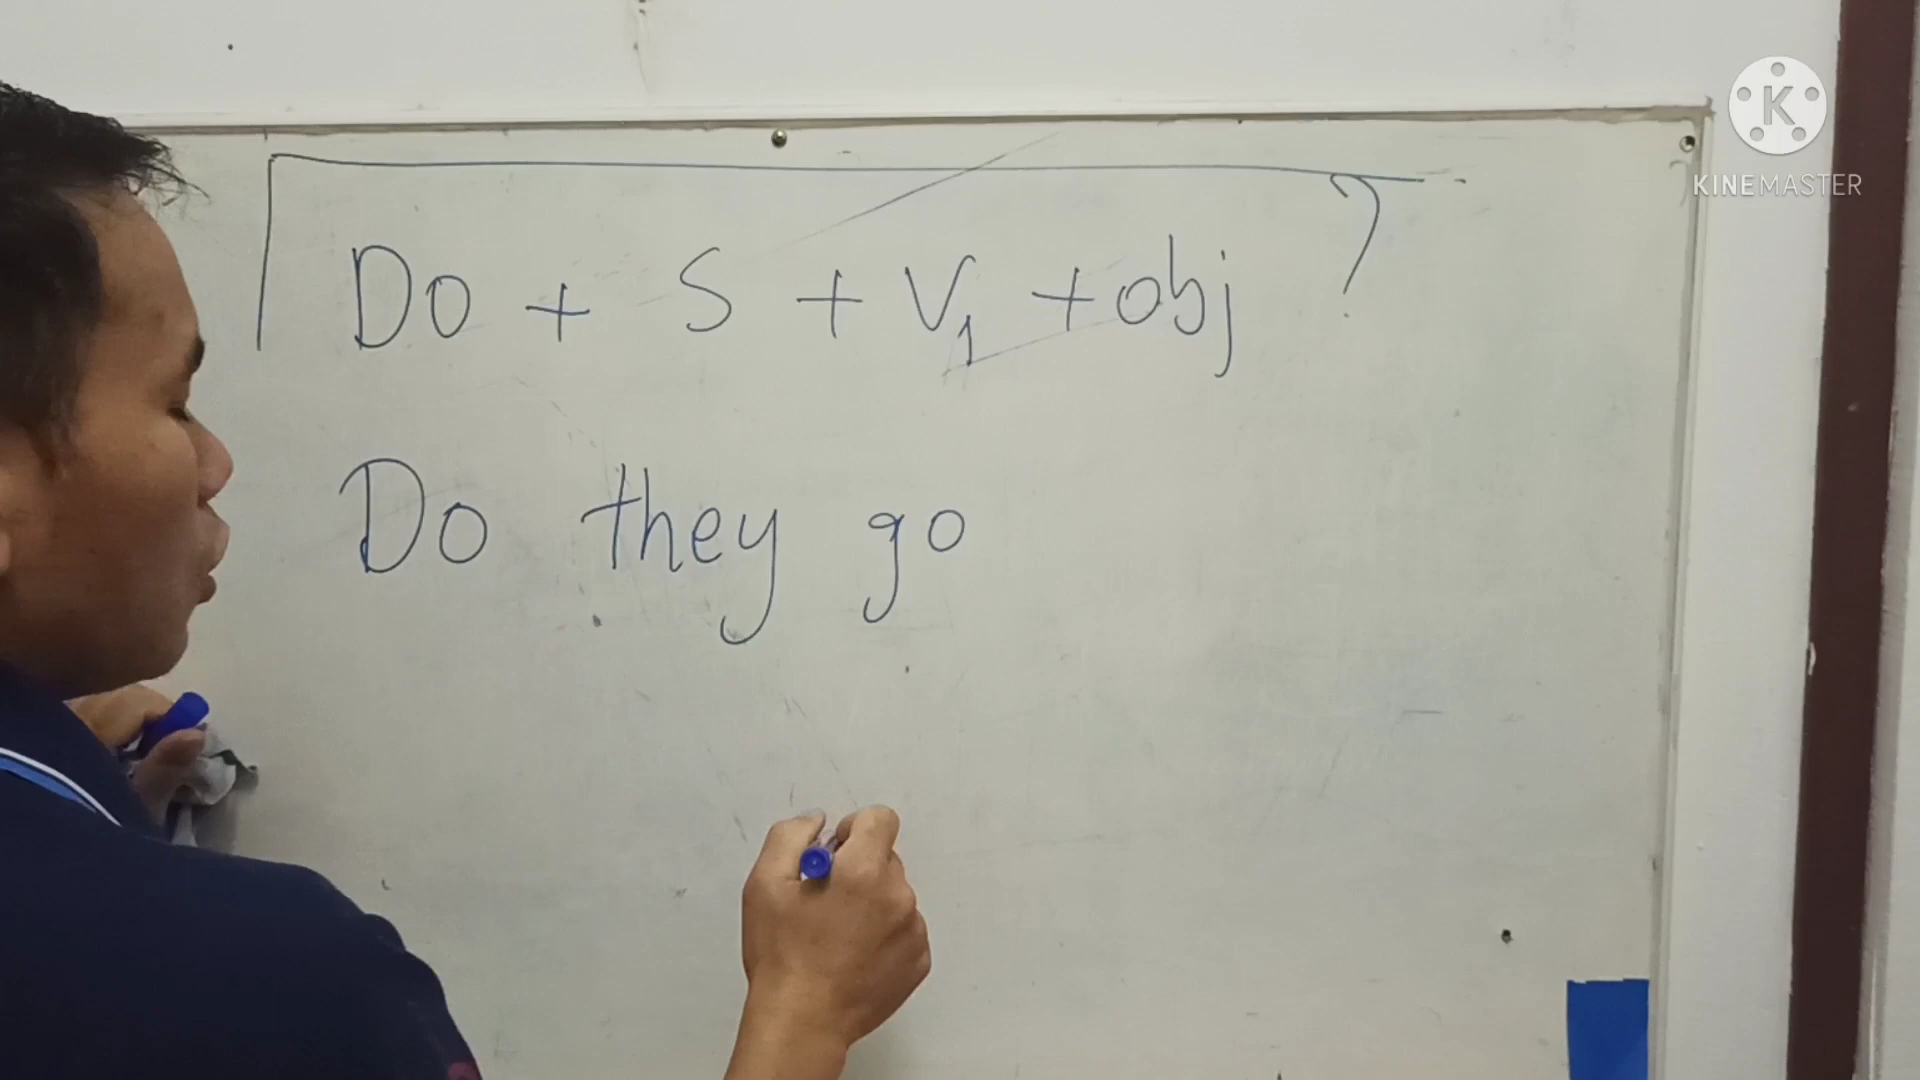 Do + S + V₁ + obj ?
Do they go
K
KINEMASTER